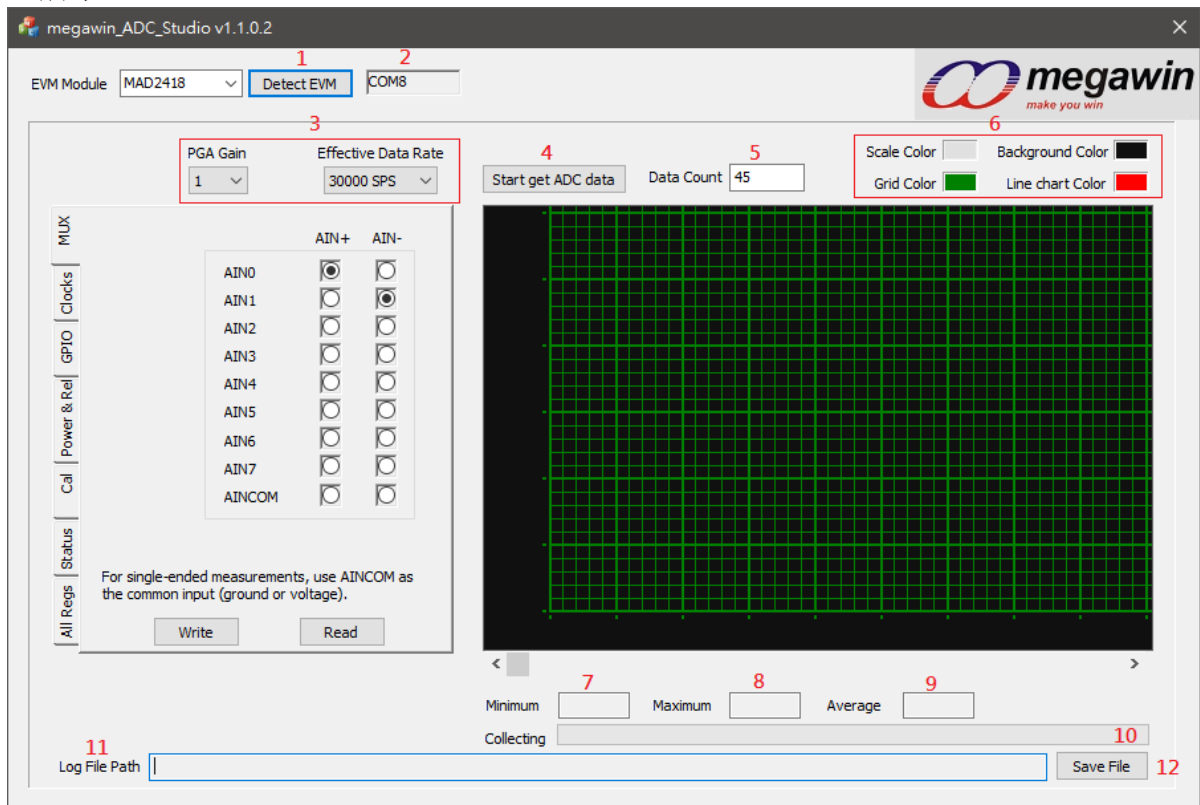 megawin_ADC_Studio v1.1.0.2
1
2
EVM Module MAD2418 Detect EVM COM8
megawin
make you win
3
4
5
6
PGA Gain Effective Data Rate
1 30000 SPS
Start get ADC data Data Count 45
Scale Color Background Color
Grid Color Line chart Color
MUX
Clocks
GPIO
Power & Rel
Cal
Status
All Regs
AIN+ AIN-
AIN0
AIN1
AIN2
AIN3
AIN4
AIN5
AIN6
AIN7
AINCOM
For single-ended measurements, use AINCOM as
the common input (ground or voltage).
Write Read
7
8
9
Minimum Maximum Average
Collecting
10
11
Log File Path Save File 12